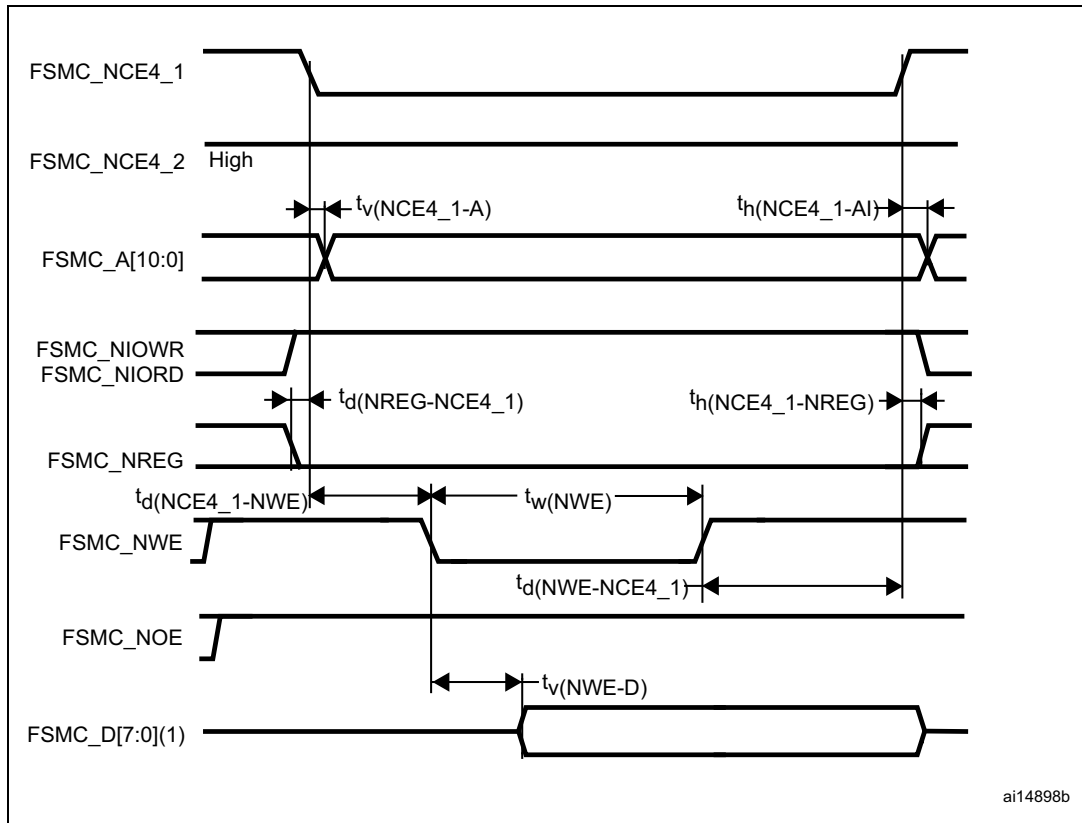 FSMC_NCE4_1
FSMC_NCE4_2 High
tv(NCE4_1-A) th(NCE4_1-AI)
FSMC_A[10:0]
FSMC_NIOWR
FSMC_NIORD
td(NREG-NCE4_1) th(NCE4_1-NREG)
FSMC_NREG
td(NCE4_1-NWE) tw(NWE)
FSMC_NWE
td(NWE-NCE4_1)
FSMC_NOE
tv(NWE-D)
FSMC_D[7:0](1)
ai14898b